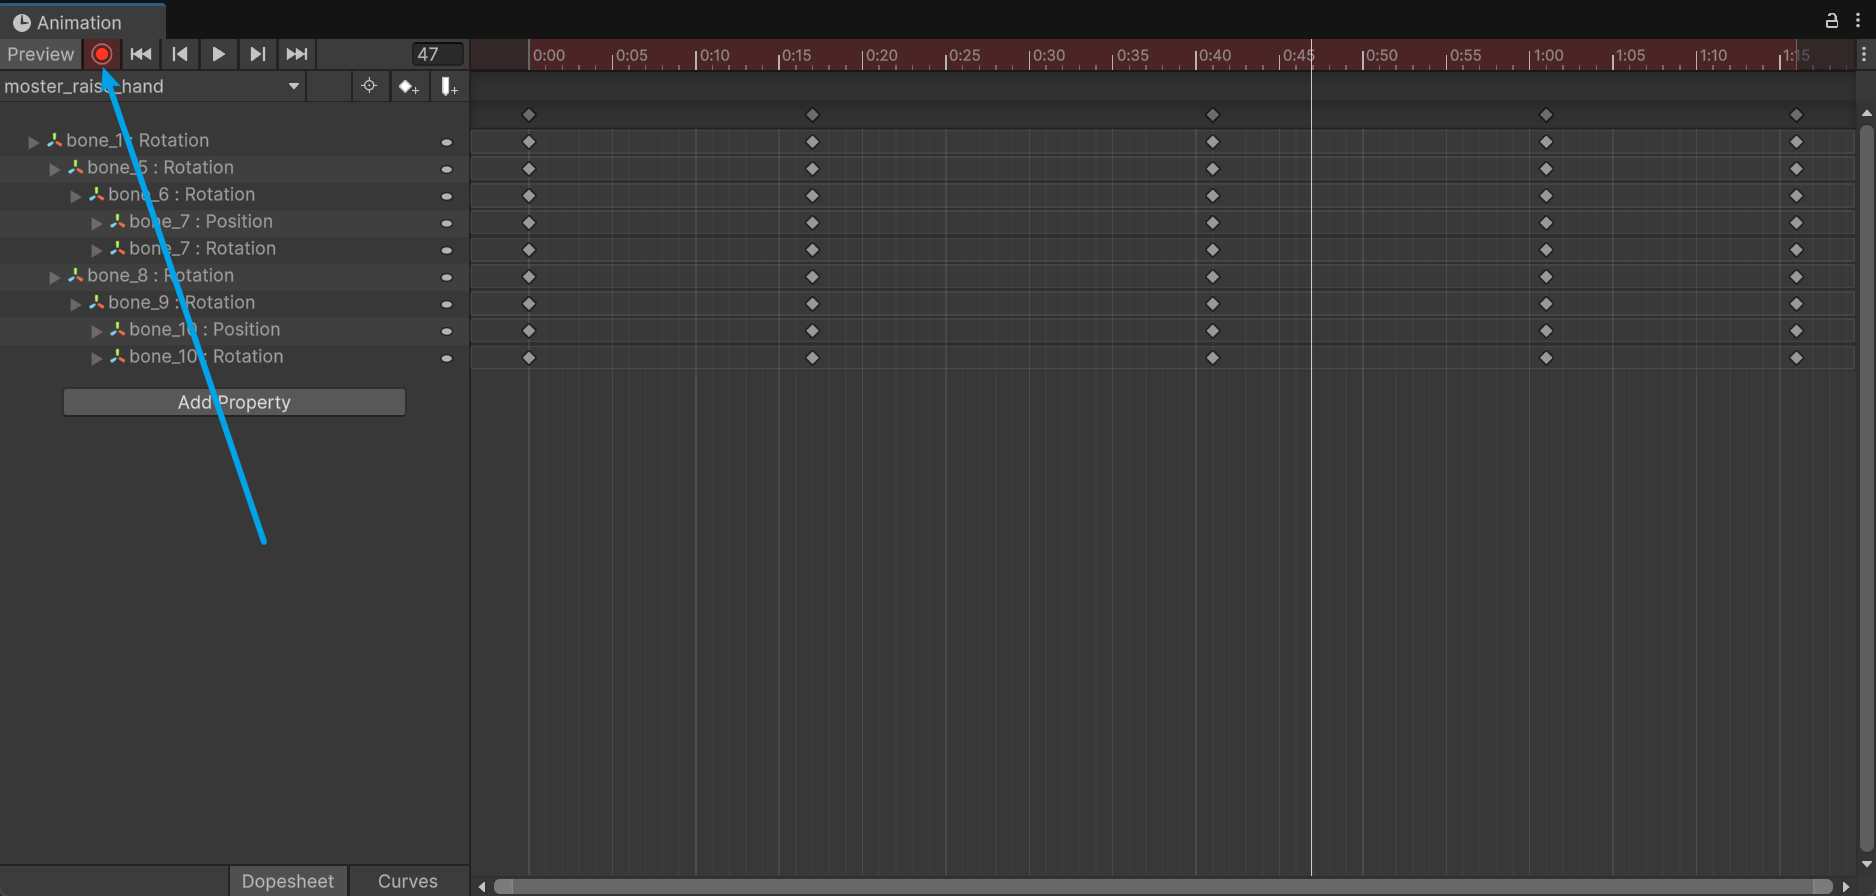 Animation
Preview 47 0:00 0:05 0:10 0:15 0:20 0:25 0:30 0:35 0:40 0:45 0:50 0:55 1:00 1:05 1:10 1:15
moster_raise_hand
bone_1 : Rotation
bone_5 : Rotation
bone_6 : Rotation
bone_7 : Position
bone_7 : Rotation
bone_8 : Rotation
bone_9 : Rotation
bone_10 : Position
bone_10 : Rotation
Add Property
Dopesheet Curves